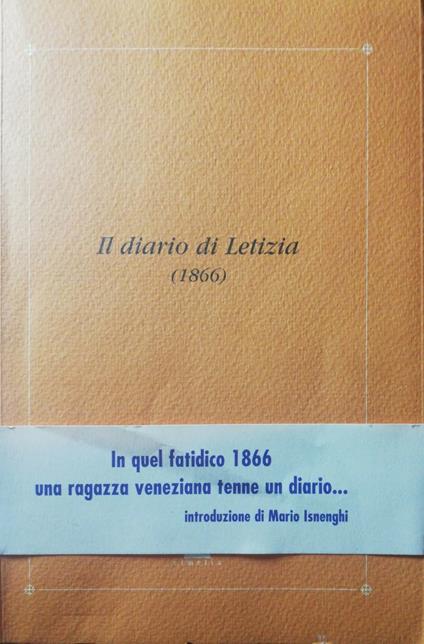 Il diario di Letizia
(1866)
In quel fatidico 1866
una ragazza veneziana tenne un diario...
introduzione di Mario Isnenghi